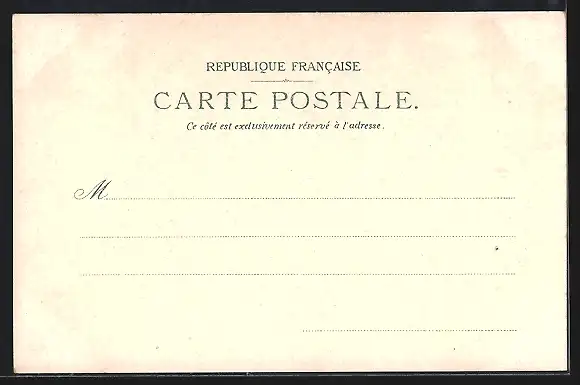 REPUBLIQUE FRANÇAISE
CARTE POSTALE.
Ce côté est exclusivement réservé à l'adresse.
M